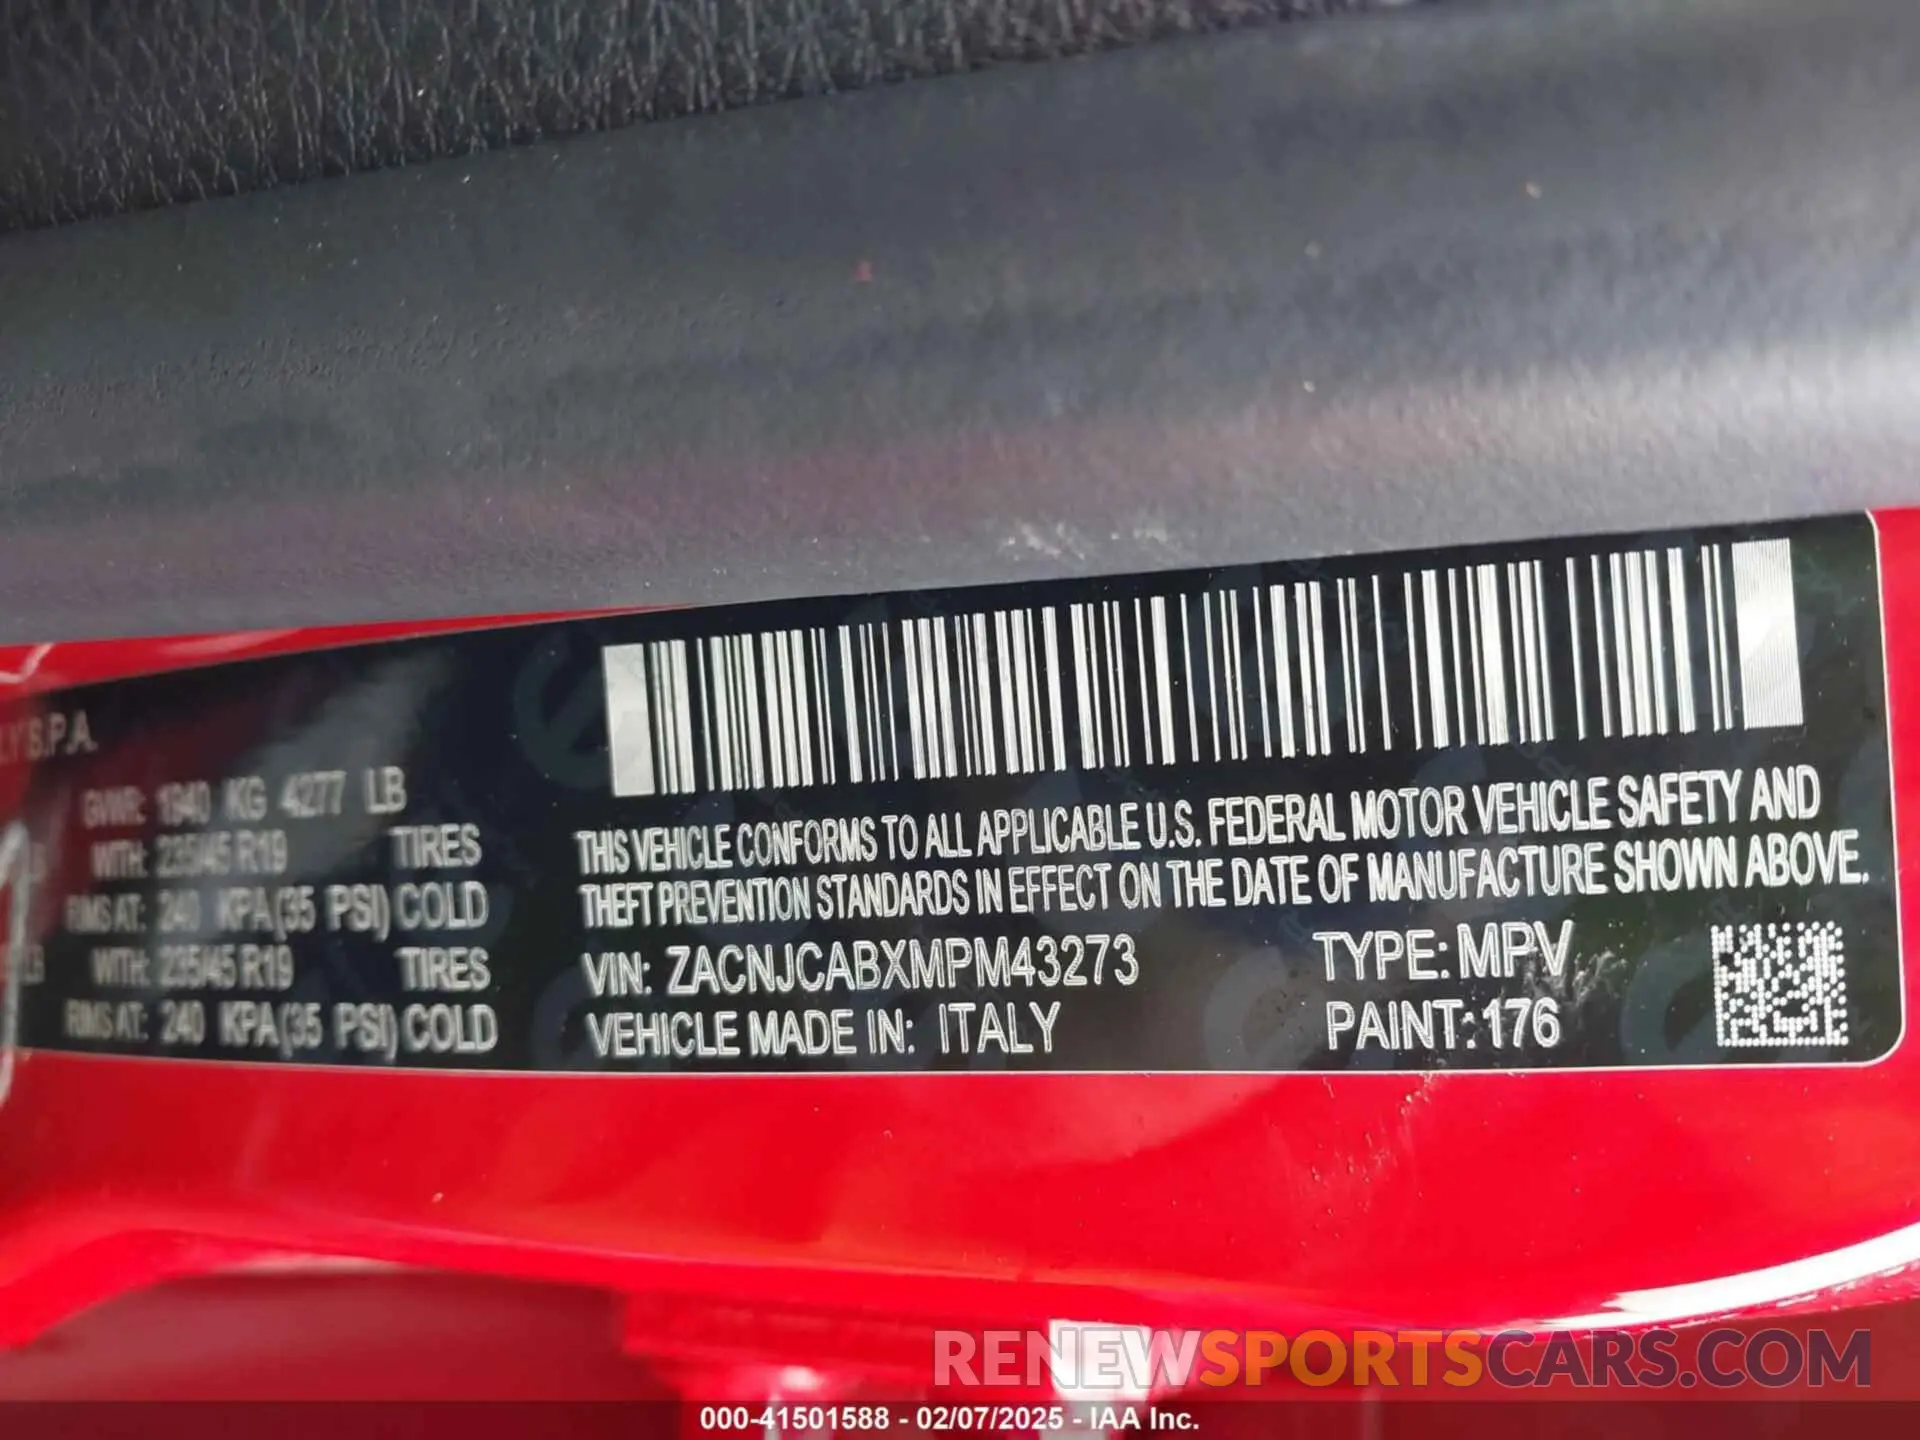 LY S.P.A.
GVWR: 1940 KG 4277 LB
WITH: 235/45 R19 TIRES
RIMS AT: 240 KPA(35 PSI) COLD
WITH: 235/45 R19 TIRES
RIMS AT: 240 KPA(35 PSI) COLD
THIS VEHICLE CONFORMS TO ALL APPLICABLE U.S. FEDERAL MOTOR VEHICLE SAFETY AND
THEFT PREVENTION STANDARDS IN EFFECT ON THE DATE OF MANUFACTURE SHOWN ABOVE.
VIN: ZACNJCABXMPM43273 TYPE: MPV
VEHICLE MADE IN: ITALY PAINT: 176
RENEWSPORTSCARS.COM
000-41501588 - 02/07/2025 - IAA Inc.